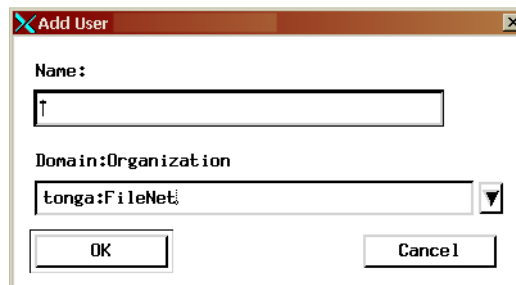 Add User
Name:
Domain:Organization
tonga:FileNet
OK Cancel